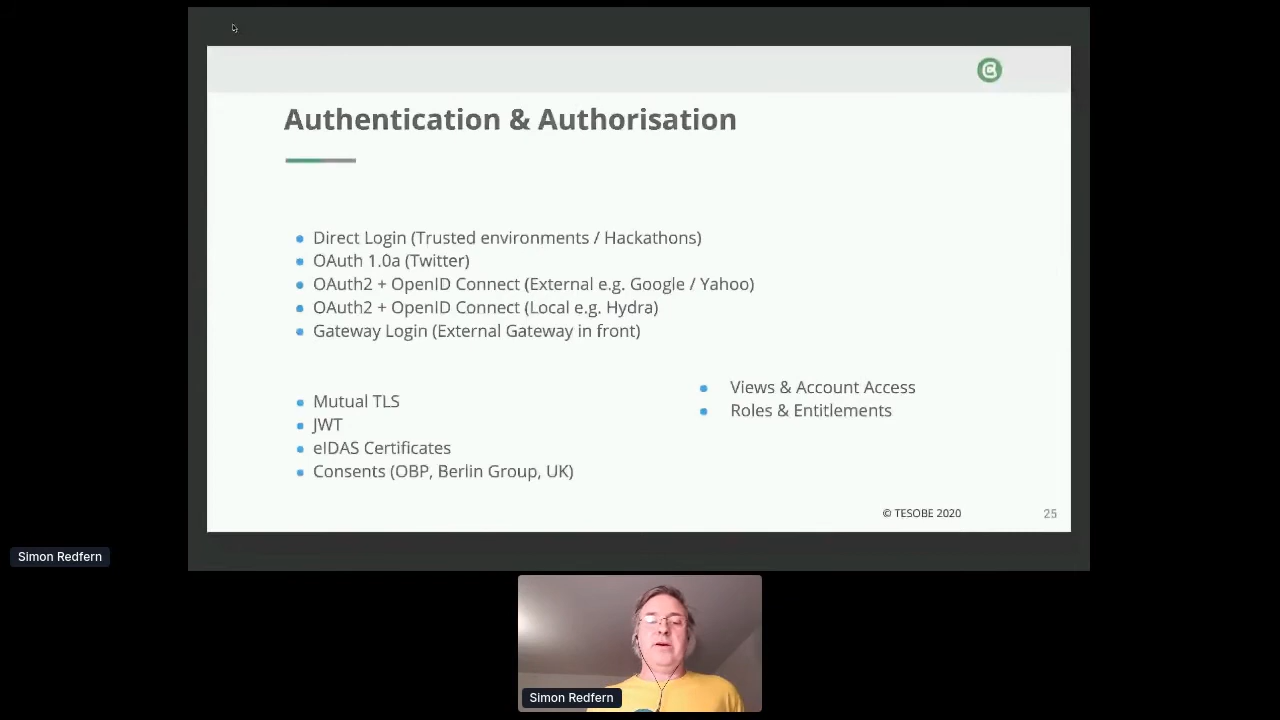 Authentication & Authorisation
Direct Login (Trusted environments / Hackathons)
OAuth 1.0a (Twitter)
OAuth2 + OpenID Connect (External e.g. Google / Yahoo)
OAuth2 + OpenID Connect (Local e.g. Hydra)
Gateway Login (External Gateway in front)
Mutual TLS
JWT
eIDAS Certificates
Consents (OBP, Berlin Group, UK)
Views & Account Access
Roles & Entitlements
© TESOBE 2020
25
Simon Redfern
Simon Redfern